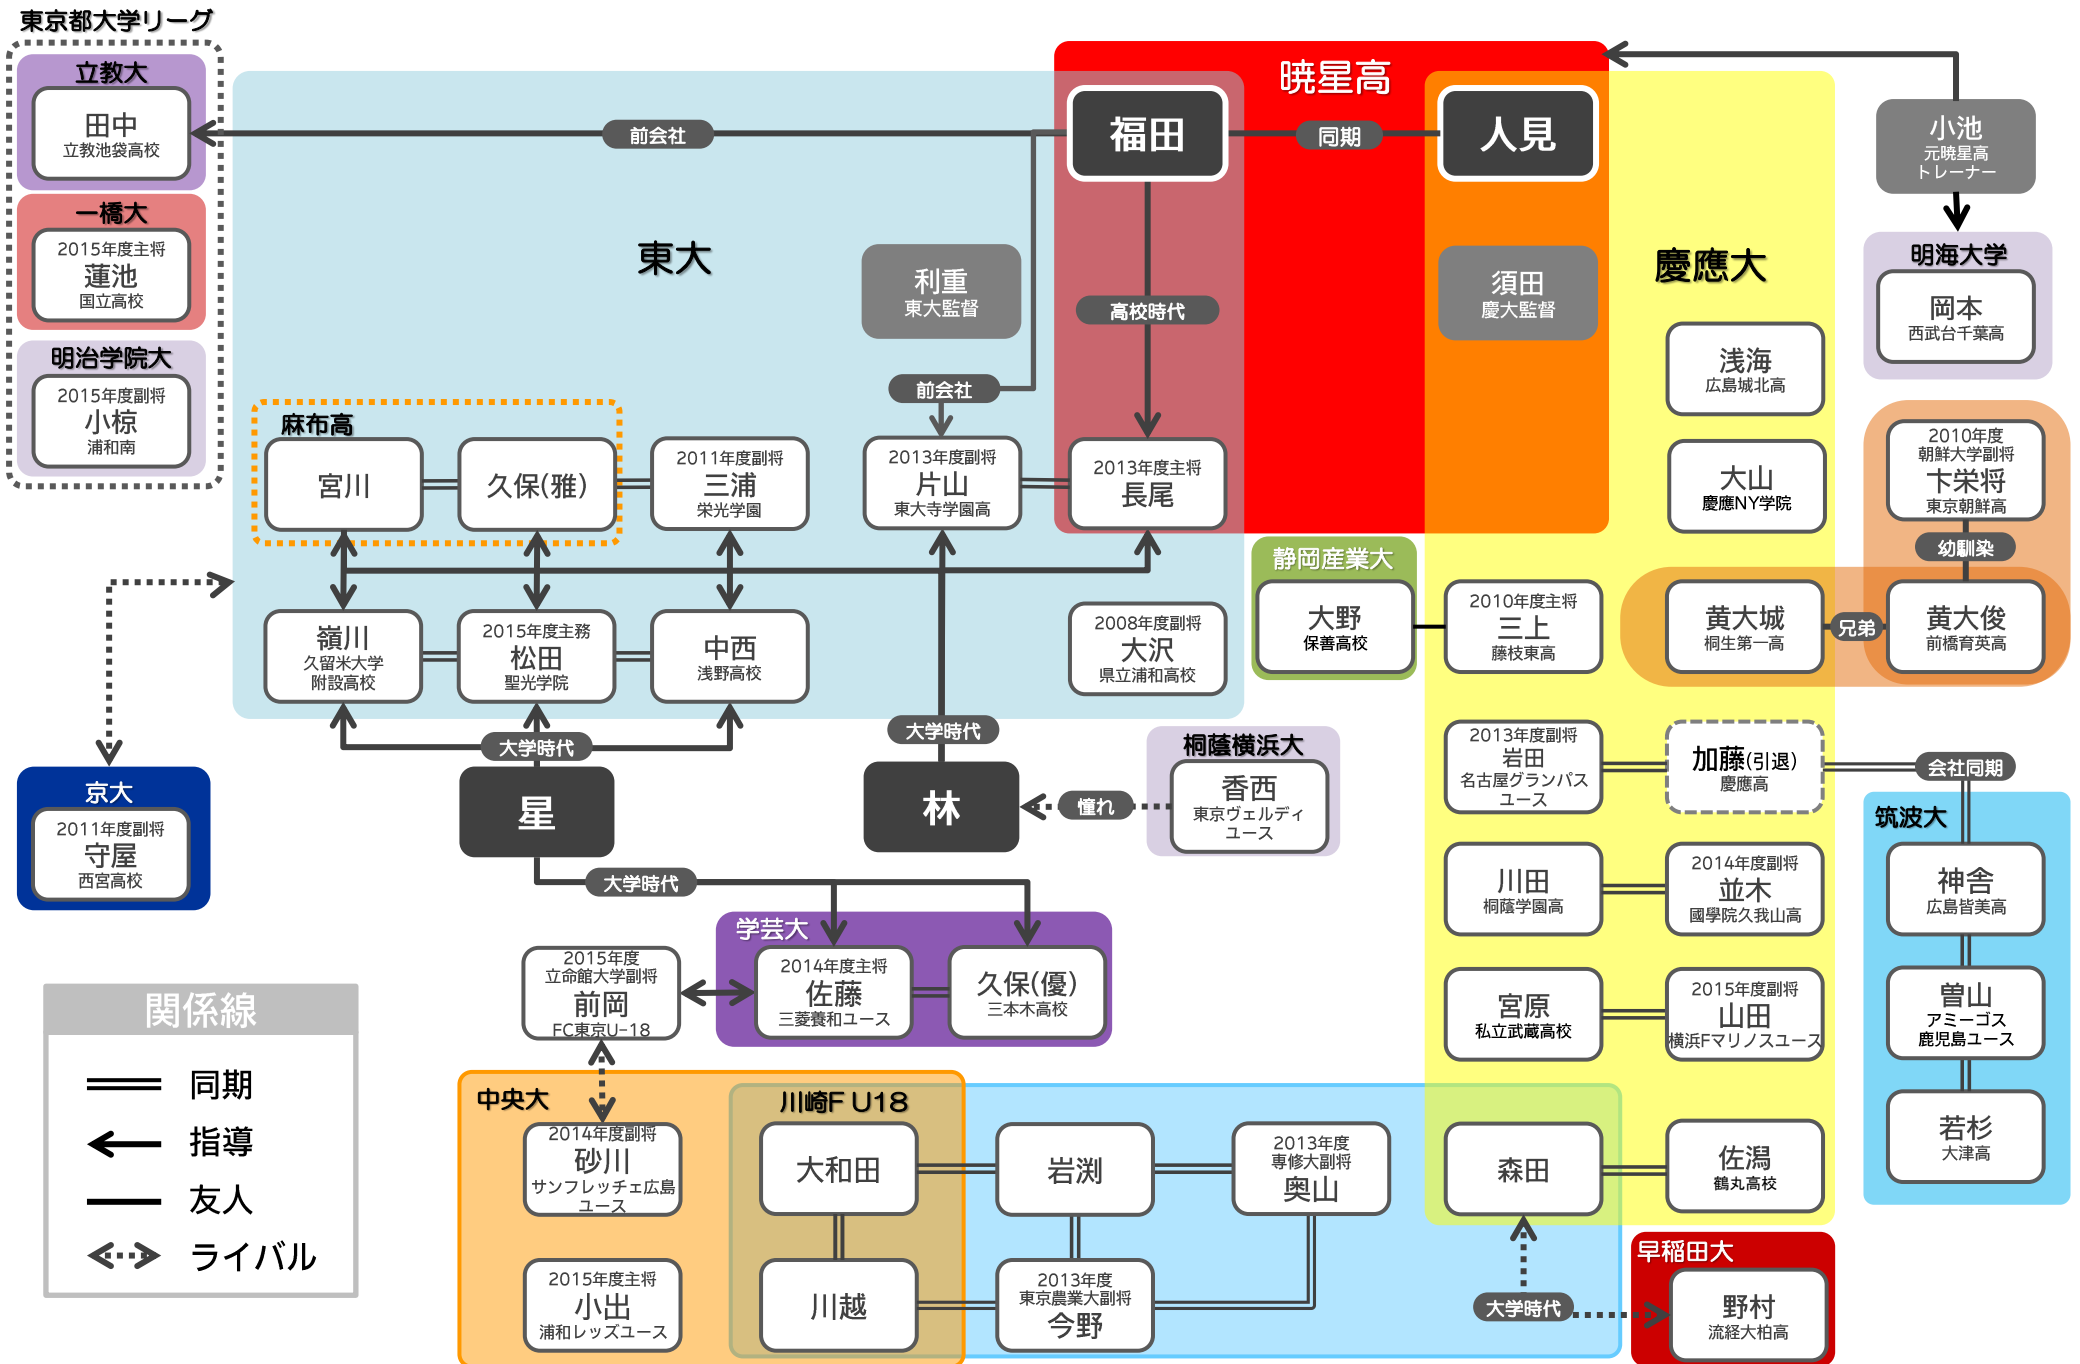 東京都大学リーグ
立教大
田中
立教池袋高校
一橋大
2015年度主将
蓮池
国立高校
明治学院大
2015年度副将
小椋
浦和南
東大
前会社
福田
暁星高
同期
人見
小池
元暁星高
トレーナー
明海大学
岡本
西武台千葉高
利重
東大監督
高校時代
須田
慶大監督
慶應大
浅海
広島城北高
前会社
麻布高
宮川
久保(雅)
2011年度副将
三浦
栄光学園
2013年度副将
片山
東大寺学園高
2013年度主将
長尾
大山
慶應NY学院
2010年度
朝鮮大学副将
卞栄将
東京朝鮮高
幼馴染
嶺川
久留米大学
附設高校
2015年度主務
松田
聖光学院
中西
浅野高校
2008年度副将
大沢
県立浦和高校
静岡産業大
大野
保善高校
2010年度主将
三上
藤枝東高
黄大城
桐生第一高
兄弟
黄大俊
前橋育英高
大学時代
星
大学時代
林
憧れ
桐蔭横浜大
香西
東京ヴェルディ
ユース
2013年度副将
岩田
名古屋グランパス
ユース
加藤(引退)
慶應高
会社同期
京大
2011年度副将
守屋
西宮高校
大学時代
川田
桐蔭学園高
2014年度副将
並木
國學院久我山高
筑波大
神舎
広島皆実高
学芸大
2015年度
立命館大学副将
前岡
FC東京U-18
2014年度主将
佐藤
三菱養和ユース
久保(優)
三本木高校
宮原
私立武蔵高校
2015年度副将
山田
横浜Fマリノスユース
曽山
アミーゴス
鹿児島ユース
関係線
同期
指導
友人
ライバル
中央大
川崎F U18
2014年度副将
砂川
サンフレッチェ広島
ユース
大和田
岩渕
2013年度
専修大副将
奥山
森田
佐潟
鶴丸高校
若杉
大津高
2015年度主将
小出
浦和レッズユース
川越
2013年度
東京農業大副将
今野
大学時代
早稲田大
野村
流経大柏高